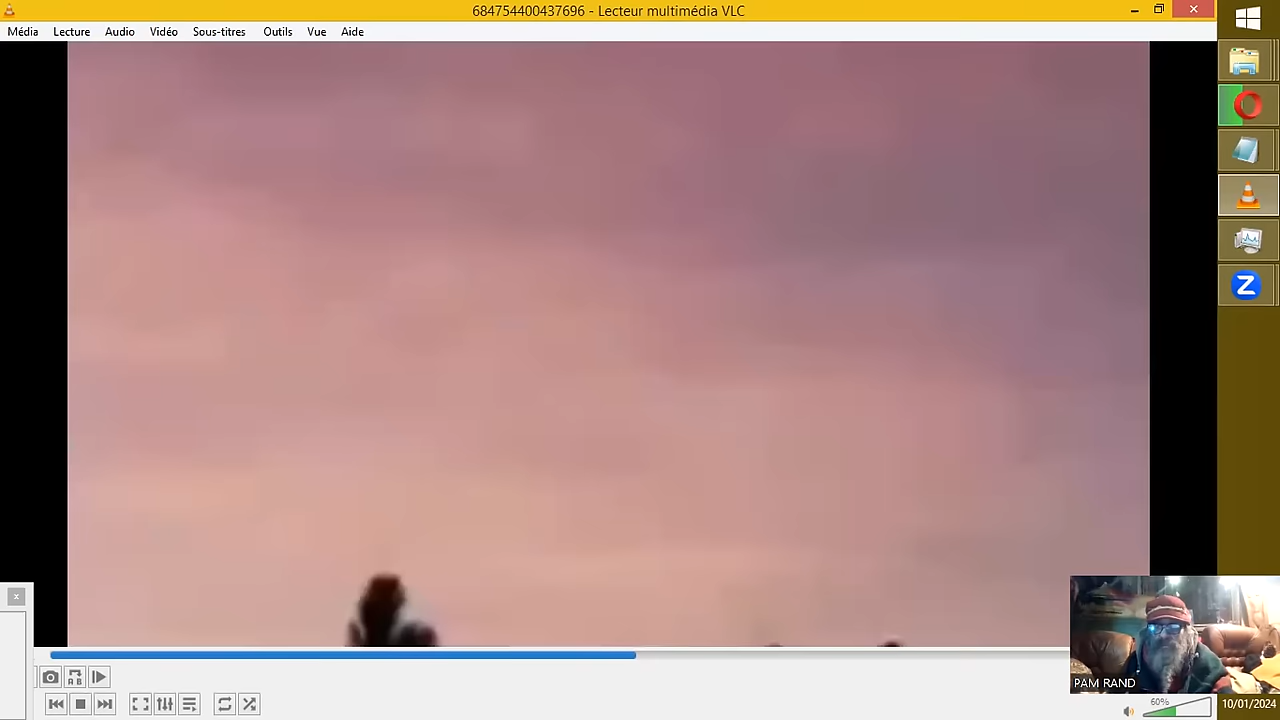 684754400437696 - Lecteur multimédia VLC
Média Lecture Audio Vidéo Sous-titres Outils Vue Aide
PAM RAND
60%
10/01/2024